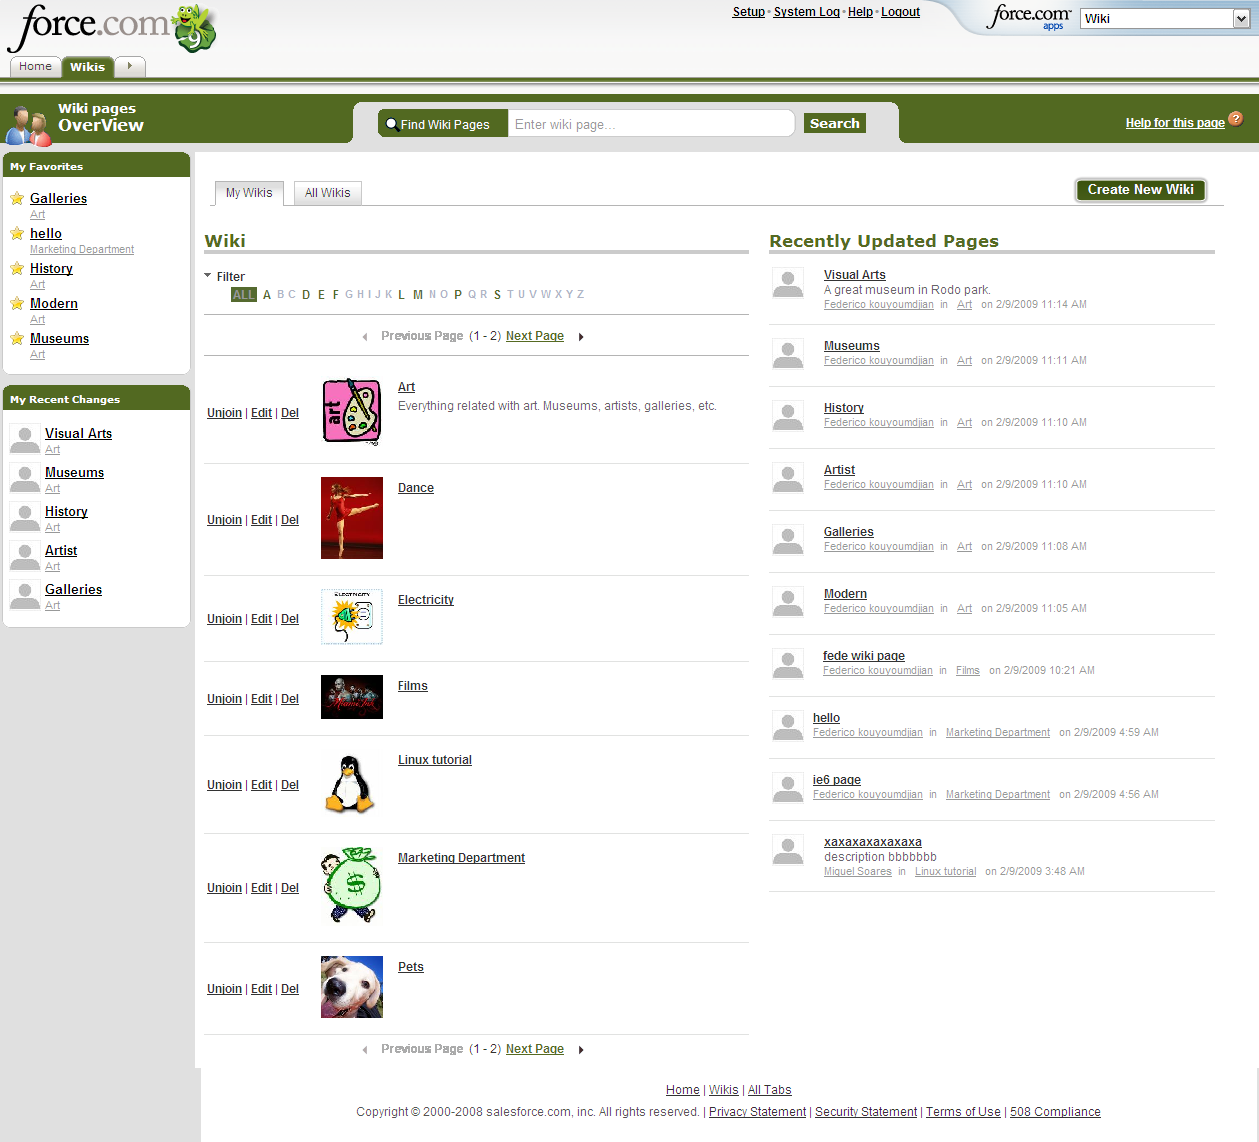 force.com
9
Setup · System Log · Help · Logout
force.com
apps
Wiki
Home
Wikis
Wiki pages
OverView
Find Wiki Pages
Enter wiki page...
Search
Help for this page ?
My Favorites
Galleries
Art
hello
Marketing Department
History
Art
Modern
Art
Museums
Art
My Recent Changes
Visual Arts
Art
Museums
Art
History
Art
Artist
Art
Galleries
Art
My Wikis
All Wikis
Create New Wiki
Wiki
Filter
ALL A B C D E F G H I J K L M N O P Q R S T U V W X Y Z
Previous Page (1 - 2) Next Page
Unjoin | Edit | Del
art
Art
Everything related with art. Museums, artists, galleries, etc.
Unjoin | Edit | Del
Dance
Unjoin | Edit | Del
ELECTRICITY
Electricity
Unjoin | Edit | Del
Films
Unjoin | Edit | Del
Linux tutorial
Unjoin | Edit | Del
$
Marketing Department
Unjoin | Edit | Del
Pets
Previous Page (1 - 2) Next Page
Recently Updated Pages
Visual Arts
A great museum in Rodo park.
Federico kouyoumdjian in Art on 2/9/2009 11:14 AM
Museums
Federico kouyoumdjian in Art on 2/9/2009 11:11 AM
History
Federico kouyoumdjian in Art on 2/9/2009 11:10 AM
Artist
Federico kouyoumdjian in Art on 2/9/2009 11:10 AM
Galleries
Federico kouyoumdjian in Art on 2/9/2009 11:08 AM
Modern
Federico kouyoumdjian in Art on 2/9/2009 11:05 AM
fede wiki page
Federico kouyoumdjian in Films on 2/9/2009 10:21 AM
hello
Federico kouyoumdjian in Marketing Department on 2/9/2009 4:59 AM
ie6 page
Federico kouyoumdjian in Marketing Department on 2/9/2009 4:56 AM
xaxaxaxaxaxaxa
description bbbbbbb
Miguel Soares in Linux tutorial on 2/9/2009 3:48 AM
Home | Wikis | All Tabs
Copyright © 2000-2008 salesforce.com, inc. All rights reserved. | Privacy Statement | Security Statement | Terms of Use | 508 Compliance